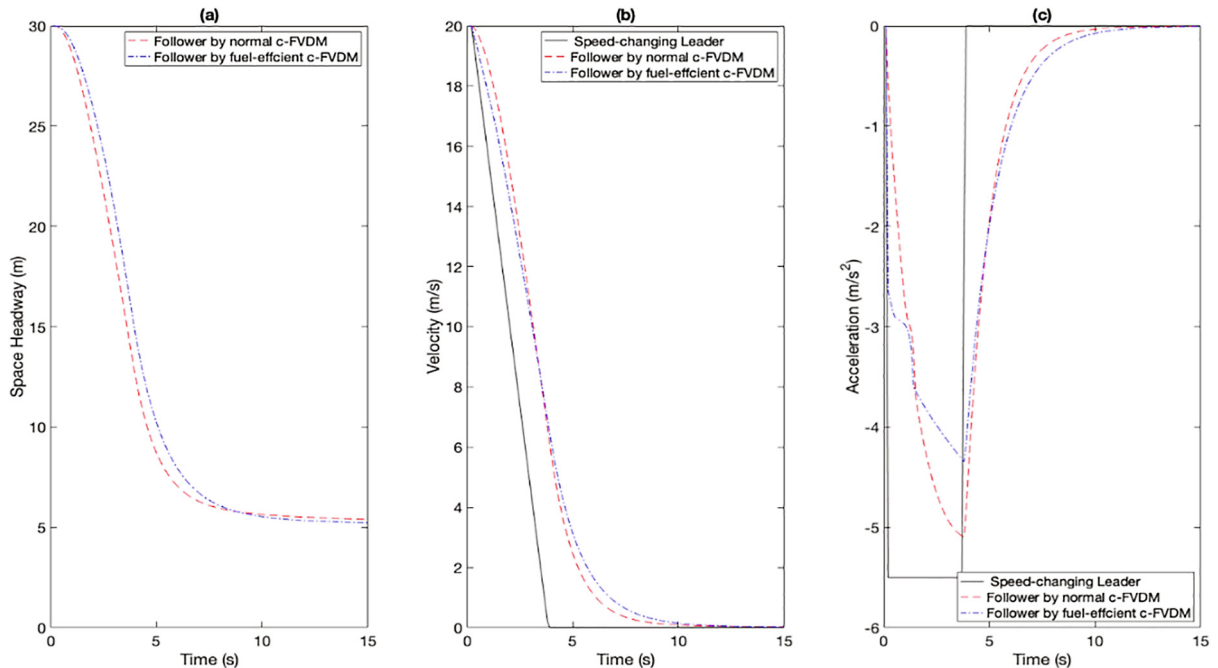 (a)
30
25
20
15
10
5
0
0
5
10
15
Space Headway (m)
Time (s)
Follower by normal c-FVDM
Follower by fuel-effcient c-FVDM
(b)
20
18
16
14
12
10
8
6
4
2
0
0
5
10
15
Velocity (m/s)
Time (s)
Speed-changing Leader
Follower by normal c-FVDM
Follower by fuel-effcient c-FVDM
(c)
0
-1
-2
-3
-4
-5
-6
0
5
10
15
Acceleration (m/s²)
Time (s)
Speed-changing Leader
Follower by normal c-FVDM
Follower by fuel-effcient c-FVDM